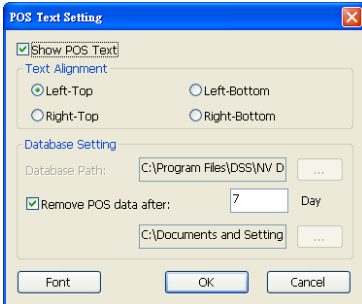 POS Text Setting
Show POS Text
Text Alignment
Left-Top Left-Bottom
Right-Top Right-Bottom
Database Setting
Database Path: C:\Program Files\DSS\NV D ...
Remove POS data after: 7 Day
C:\Documents and Setting ...
Font OK Cancel